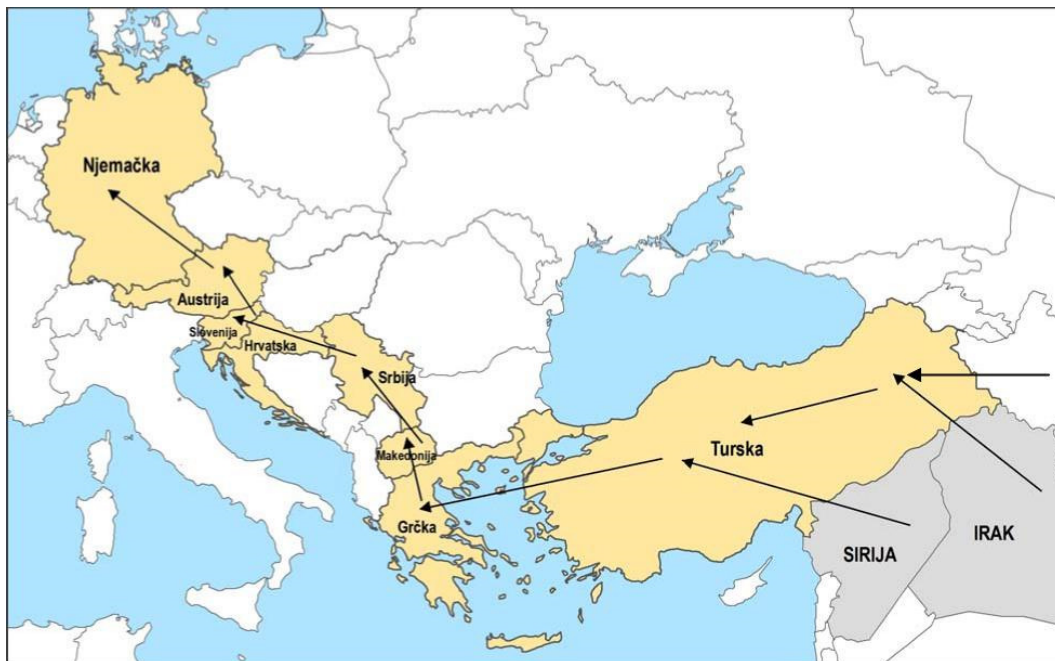 Njemačka
Austrija
Slovenija
Hrvatska
Srbija
Makedonija
Turska
Grčka
SIRIJA
IRAK